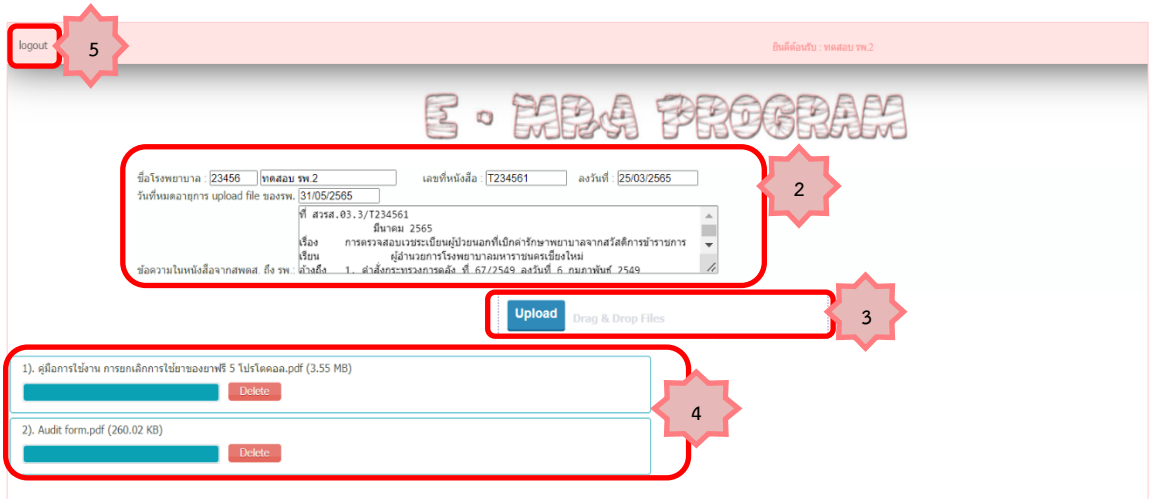 logout
5
ยินดีต้อนรับ : ทดสอบ รพ.2
E - MRA PROGRAM
ชื่อโรงพยาบาล : 23456 ทดสอบ รพ.2 เลขที่หนังสือ : T234561 ลงวันที่ : 25/03/2565
วันที่หมดอายุการ upload file ของรพ. 31/05/2565
2
ที่ สวรส.03.3/T234561
มีนาคม 2565
เรื่อง การตรวจสอบเวชระเบียนผู้ป่วยนอกที่เบิกค่ารักษาพยาบาลจากสวัสดิการข้าราชการ
เรียน ผู้อำนวยการโรงพยาบาลมหาราชนครเชียงใหม่
ข้อความในหนังสือจากสพตส. ถึง รพ.: อ้างถึง 1. คำสั่งกระทรวงการคลัง ที่ 67/2549 ลงวันที่ 6 กุมภาพันธ์ 2549
Upload Drag & Drop Files
3
1). คู่มือการใช้งาน การยกเลิกการใช้ยาของยาฟรี 5 โปรโตคอล.pdf (3.55 MB)
Delete
4
2). Audit form.pdf (260.02 KB)
Delete